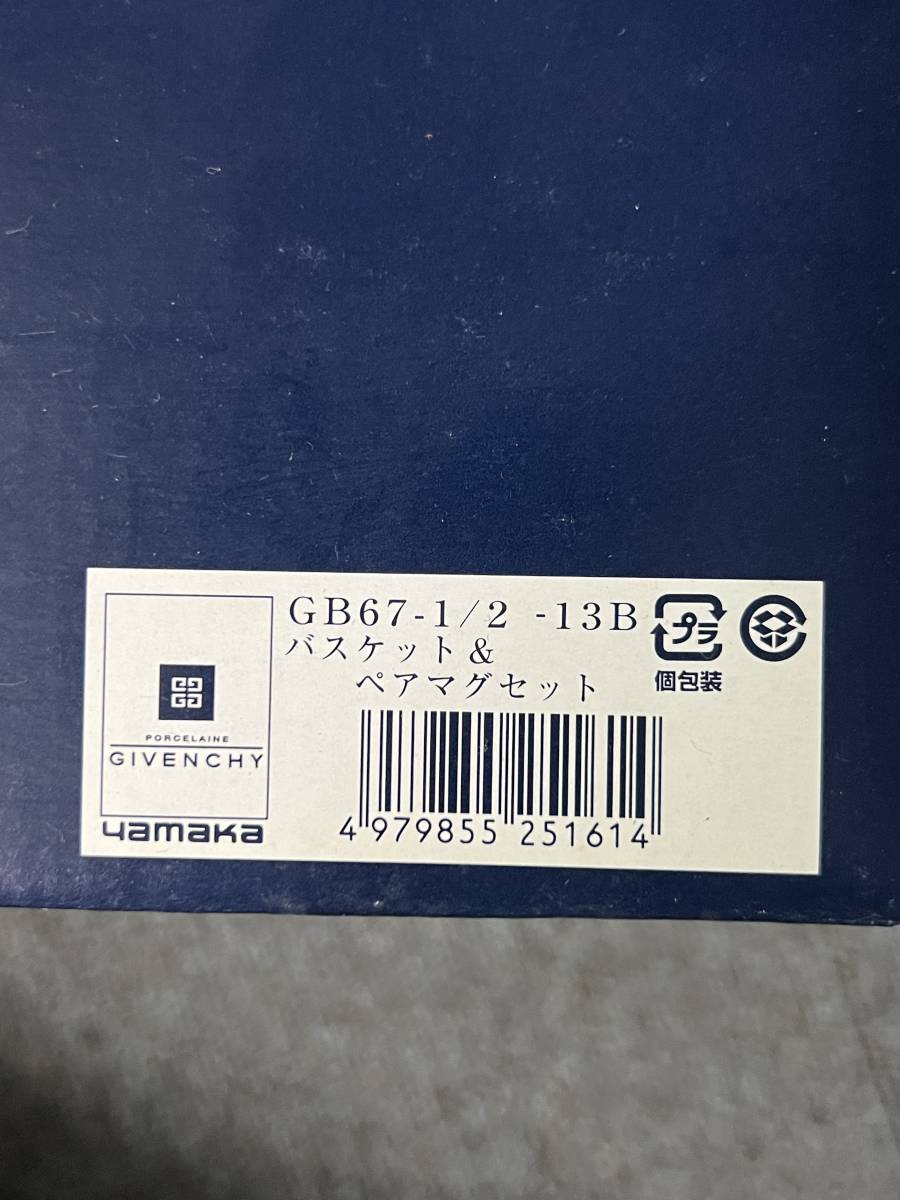 GB67-1/2 -13B
バスケット&
ペアマグセット
プラ
個包装
PORCELAINE
GIVENCHY
yamaka
4 979855 251614